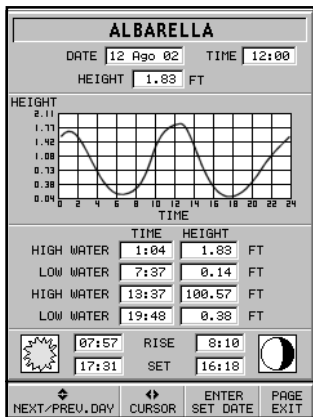 ALBARELLA
DATE 12 Ago 02 TIME 12:00
HEIGHT 1.83 FT
HEIGHT
2.11
1.77
1.42
1.08
0.73
0.38
0.04
0 2 4 6 8 10 12 14 16 18 20 22 24
TIME
TIME HEIGHT
HIGH WATER 1:04 1.83 FT
LOW WATER 7:37 0.14 FT
HIGH WATER 13:37 100.57 FT
LOW WATER 19:48 0.38 FT
07:57 RISE 8:10
17:31 SET 16:18
NEXT/PREV.DAY CURSOR ENTER SET DATE PAGE EXIT